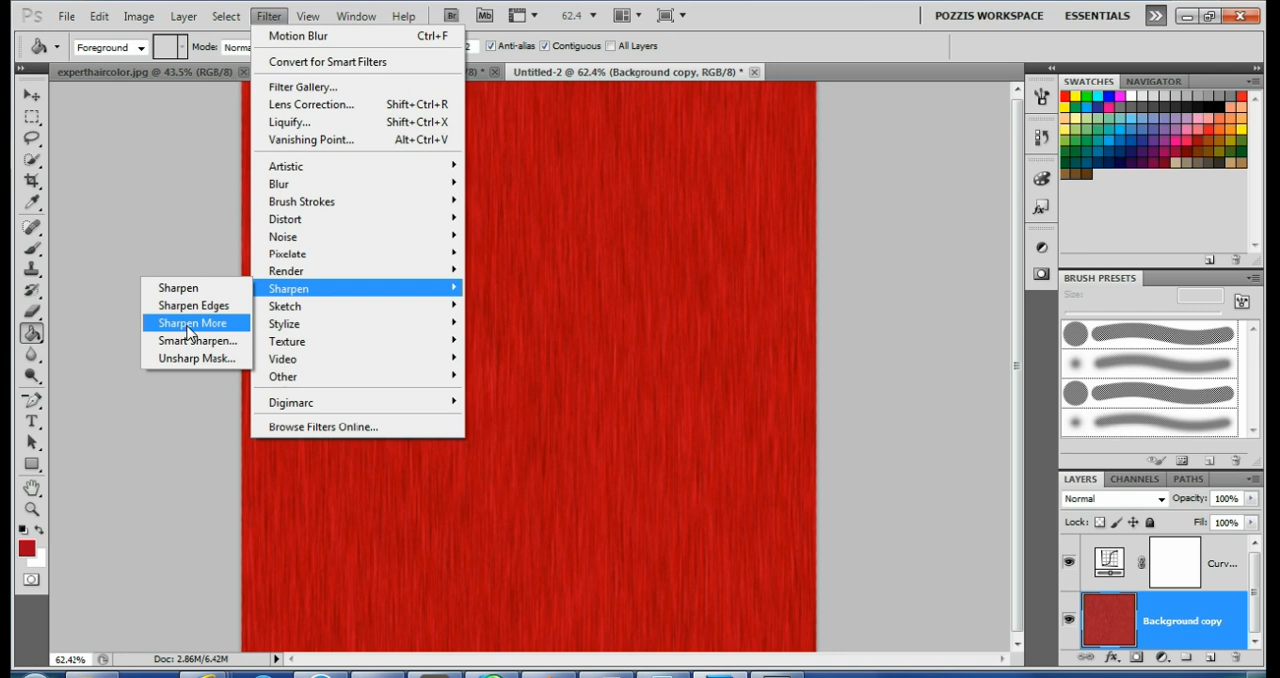 Ps File Edit Image Layer Select Filter View Window Help Br Mb 62.4 POZZIS WORKSPACE ESSENTIALS
Foreground Mode: Norma 2 Anti-alias Contiguous All Layers
experthaircolor.jpg @ 43.5% (RGB/8) /8) * Untitled-2 @ 62.4% (Background copy, RGB/8) *
Motion Blur Ctrl+F
Convert for Smart Filters
Filter Gallery...
Lens Correction... Shift+Ctrl+R
Liquify... Shift+Ctrl+X
Vanishing Point... Alt+Ctrl+V
Artistic
Blur
Brush Strokes
Distort
Noise
Pixelate
Render
Sharpen
Sketch
Stylize
Texture
Video
Other
Digimarc
Browse Filters Online...
Sharpen
Sharpen Edges
Sharpen More
Smart Sharpen...
Unsharp Mask...
SWATCHES NAVIGATOR
BRUSH PRESETS
Size:
LAYERS CHANNELS PATHS
Normal Opacity: 100%
Lock: Fill: 100%
Curv...
Background copy
62.42% Doc: 2.86M/6.42M